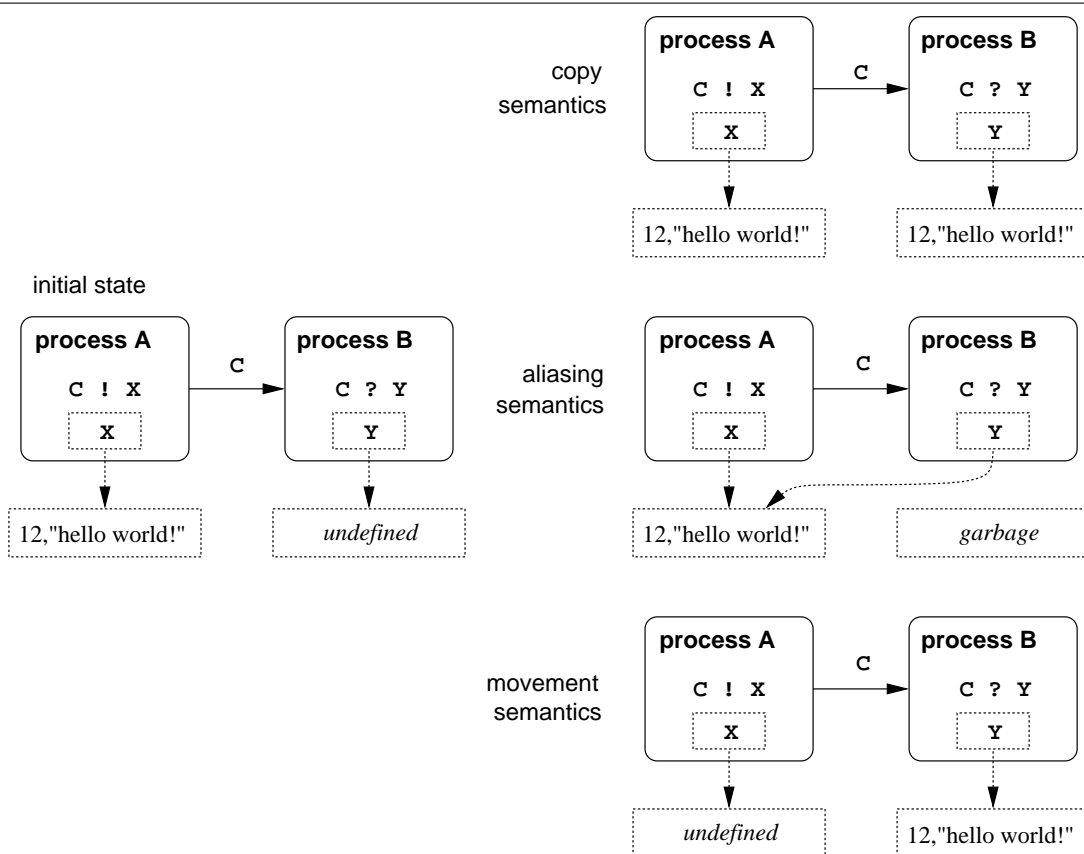 process A
process B
copy
semantics
C
C ! X
C ? Y
X
Y
12,"hello world!"
12,"hello world!"
initial state
process A
process B
C
C ! X
C ? Y
X
Y
12,"hello world!"
undefined
aliasing
semantics
process A
process B
C
C ! X
C ? Y
X
Y
12,"hello world!"
garbage
movement
semantics
process A
process B
C
C ! X
C ? Y
X
Y
undefined
12,"hello world!"